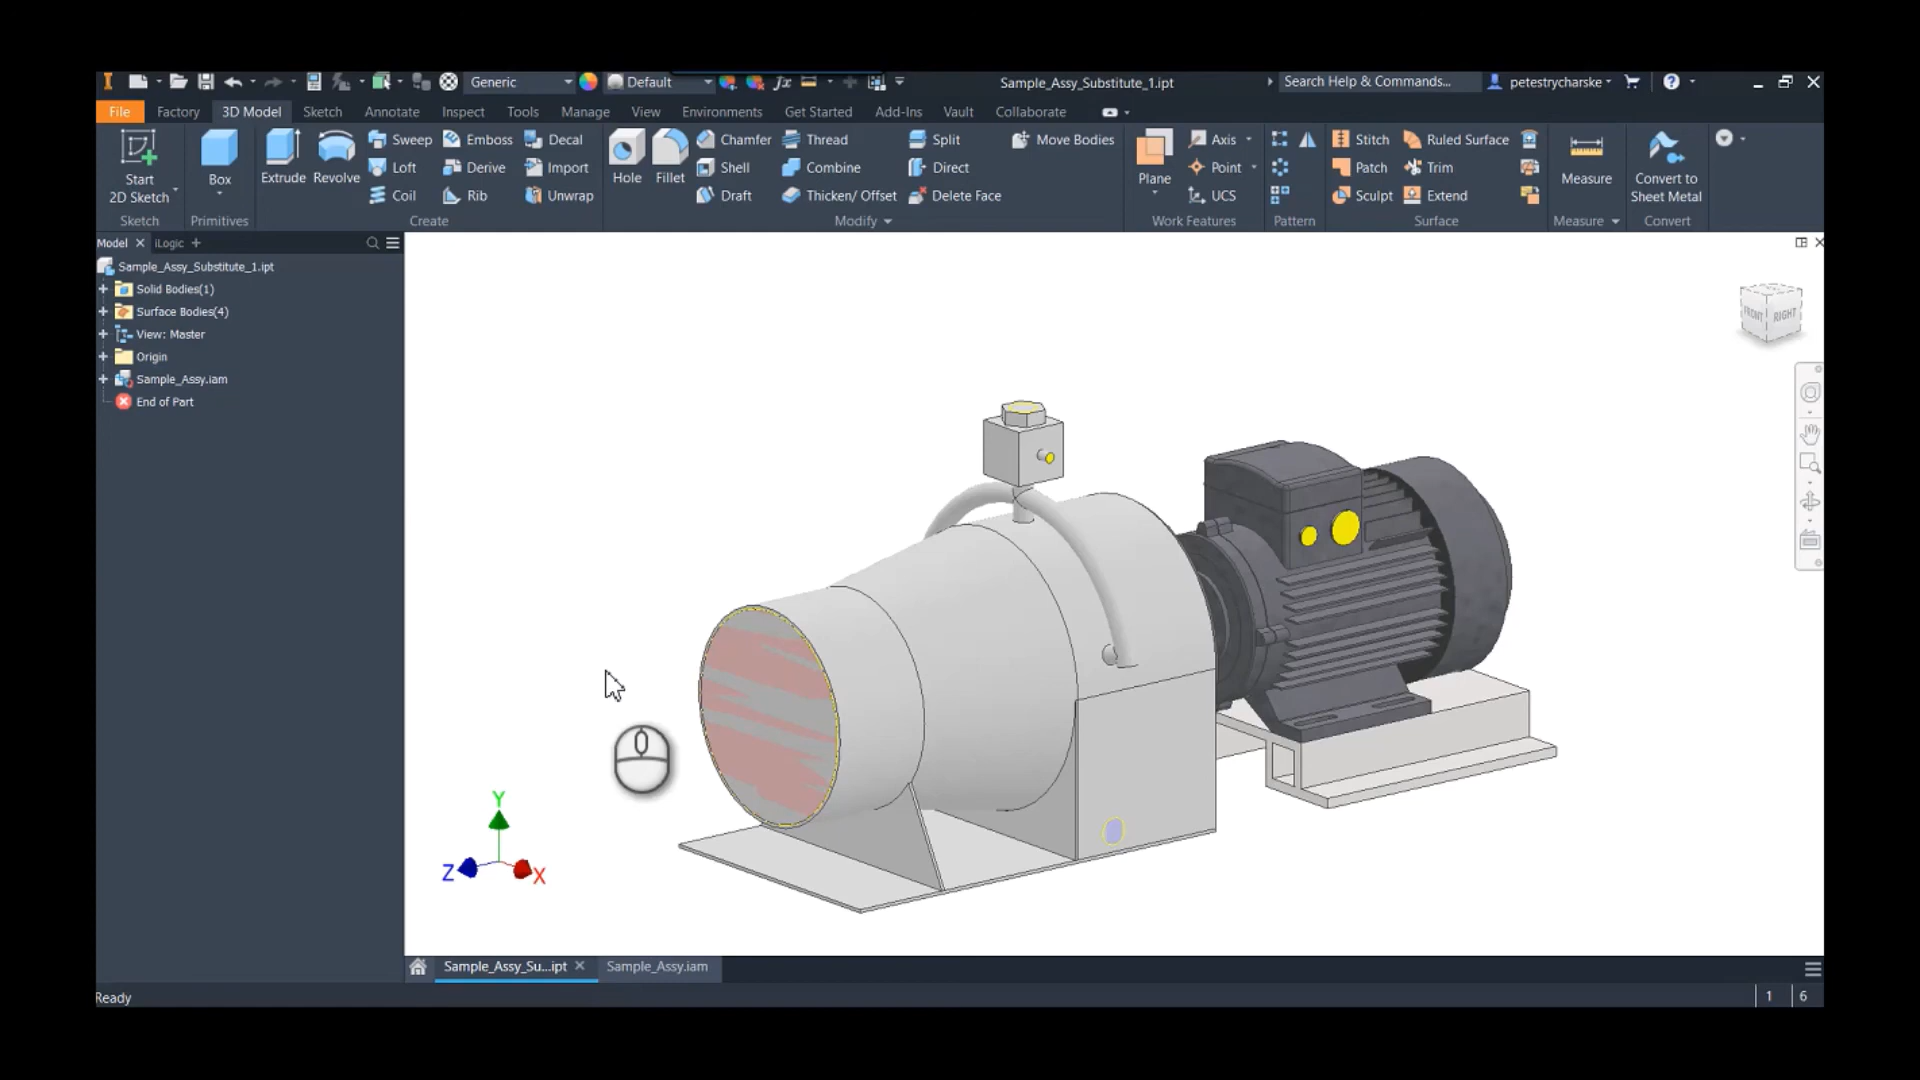 Generic
Default
Sample_Assy_Substitute_1.ipt
Search Help & Commands...
petestrycharske
File
Factory
3D Model
Sketch
Annotate
Inspect
Tools
Manage
View
Environments
Get Started
Add-Ins
Vault
Collaborate
Start
2D Sketch
Box
Extrude
Revolve
Sweep
Loft
Coil
Emboss
Derive
Rib
Decal
Import
Unwrap
Hole
Fillet
Chamfer
Shell
Draft
Thread
Combine
Thicken/ Offset
Split
Direct
Delete Face
Move Bodies
Plane
Axis
Point
UCS
Stitch
Patch
Sculpt
Ruled Surface
Trim
Extend
Measure
Convert to
Sheet Metal
Sketch
Primitives
Create
Modify
Work Features
Pattern
Surface
Measure
Convert
Model
iLogic
Sample_Assy_Substitute_1.ipt
Solid Bodies(1)
Surface Bodies(4)
View: Master
Origin
Sample_Assy.iam
End of Part
FRONT
RIGHT
Y
Z
X
Sample_Assy_Su...ipt
Sample_Assy.iam
Ready
1
6